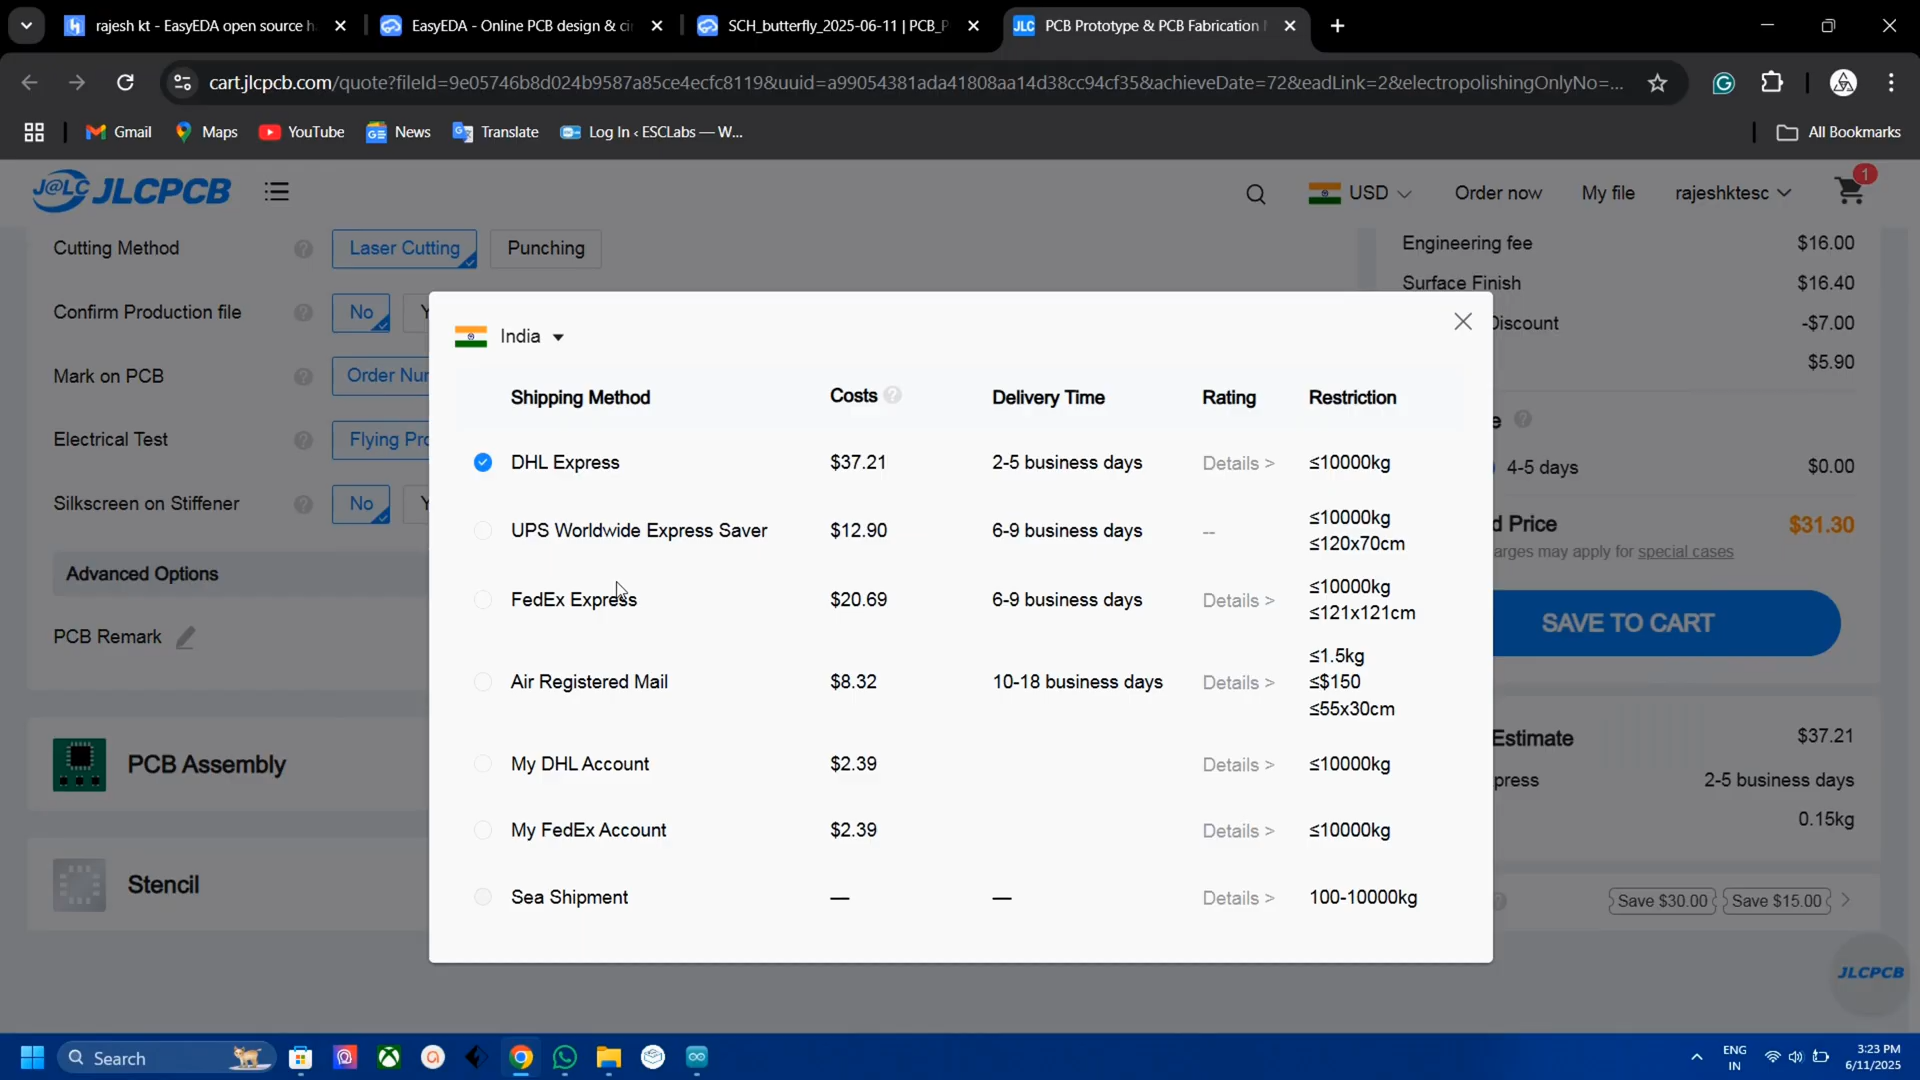 rajesh kt - EasyEDA open source h
EasyEDA - Online PCB design & ci
SCH_butterfly_2025-06-11 | PCB_P
JLC PCB Prototype & PCB Fabrication
cart.jlcpcb.com/quote?fileId=9e05746b8d024b9587a85ce4ecfc8119&uuid=a99054381ada41808aa14d38cc94cf35&achieveDate=72&eadLink=2&electropolishingOnlyNo=...
Gmail
Maps
YouTube
News
Translate
Log In ‹ ESCLabs — W...
All Bookmarks
J@LC JLCPCB
USD
Order now
My file
rajeshktesc
1
Cutting Method
Laser Cutting
Punching
Engineering fee
$16.00
Surface Finish
$16.40
Confirm Production file
No
Y
Discount
-$7.00
$5.90
Mark on PCB
Order Nur
Electrical Test
Flying Pro
4-5 days
$0.00
Silkscreen on Stiffener
No
Y
d Price
$31.30
arges may apply for special cases
Advanced Options
PCB Remark
SAVE TO CART
India
Shipping Method
Costs
Delivery Time
Rating
Restriction
DHL Express
$37.21
2-5 business days
Details >
≤10000kg
UPS Worldwide Express Saver
$12.90
6-9 business days
--
≤10000kg
≤120x70cm
FedEx Express
$20.69
6-9 business days
Details >
≤10000kg
≤121x121cm
Air Registered Mail
$8.32
10-18 business days
Details >
≤1.5kg
≤$150
≤55x30cm
My DHL Account
$2.39
Details >
≤10000kg
My FedEx Account
$2.39
Details >
≤10000kg
Sea Shipment
—
—
Details >
100-10000kg
PCB Assembly
Estimate
$37.21
press
2-5 business days
0.15kg
Stencil
Save $30.00
Save $15.00
JLCPCB
Search
ENG
IN
3:23 PM
6/11/2025